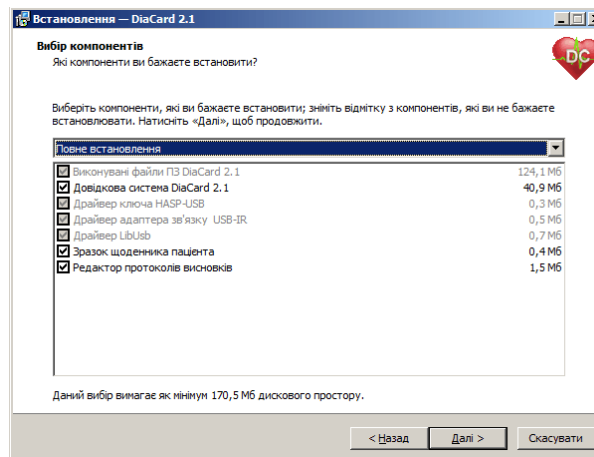 Встановлення — DiaCard 2.1
Вибір компонентів
Які компоненти ви бажаєте встановити?
DC
Виберіть компоненти, які ви бажаєте встановити; зніміть відмітку з компонентів, які ви не бажаєте
встановлювати. Натисніть «Далі», щоб продовжити.
Повне встановлення
Виконувані файли ПЗ DiaCard 2.1 124,1 Мб
Довідкова система DiaCard 2.1 40,9 Мб
Драйвер ключа HASP-USB 0,3 Мб
Драйвер адаптера зв'язку USB-IR 0,5 Мб
Драйвер LibUsb 0,7 Мб
Зразок щоденника пацієнта 0,4 Мб
Редактор протоколів висновків 1,5 Мб
Даний вибір вимагає як мінімум 170,5 Мб дискового простору.
< Назад Далі > Скасувати